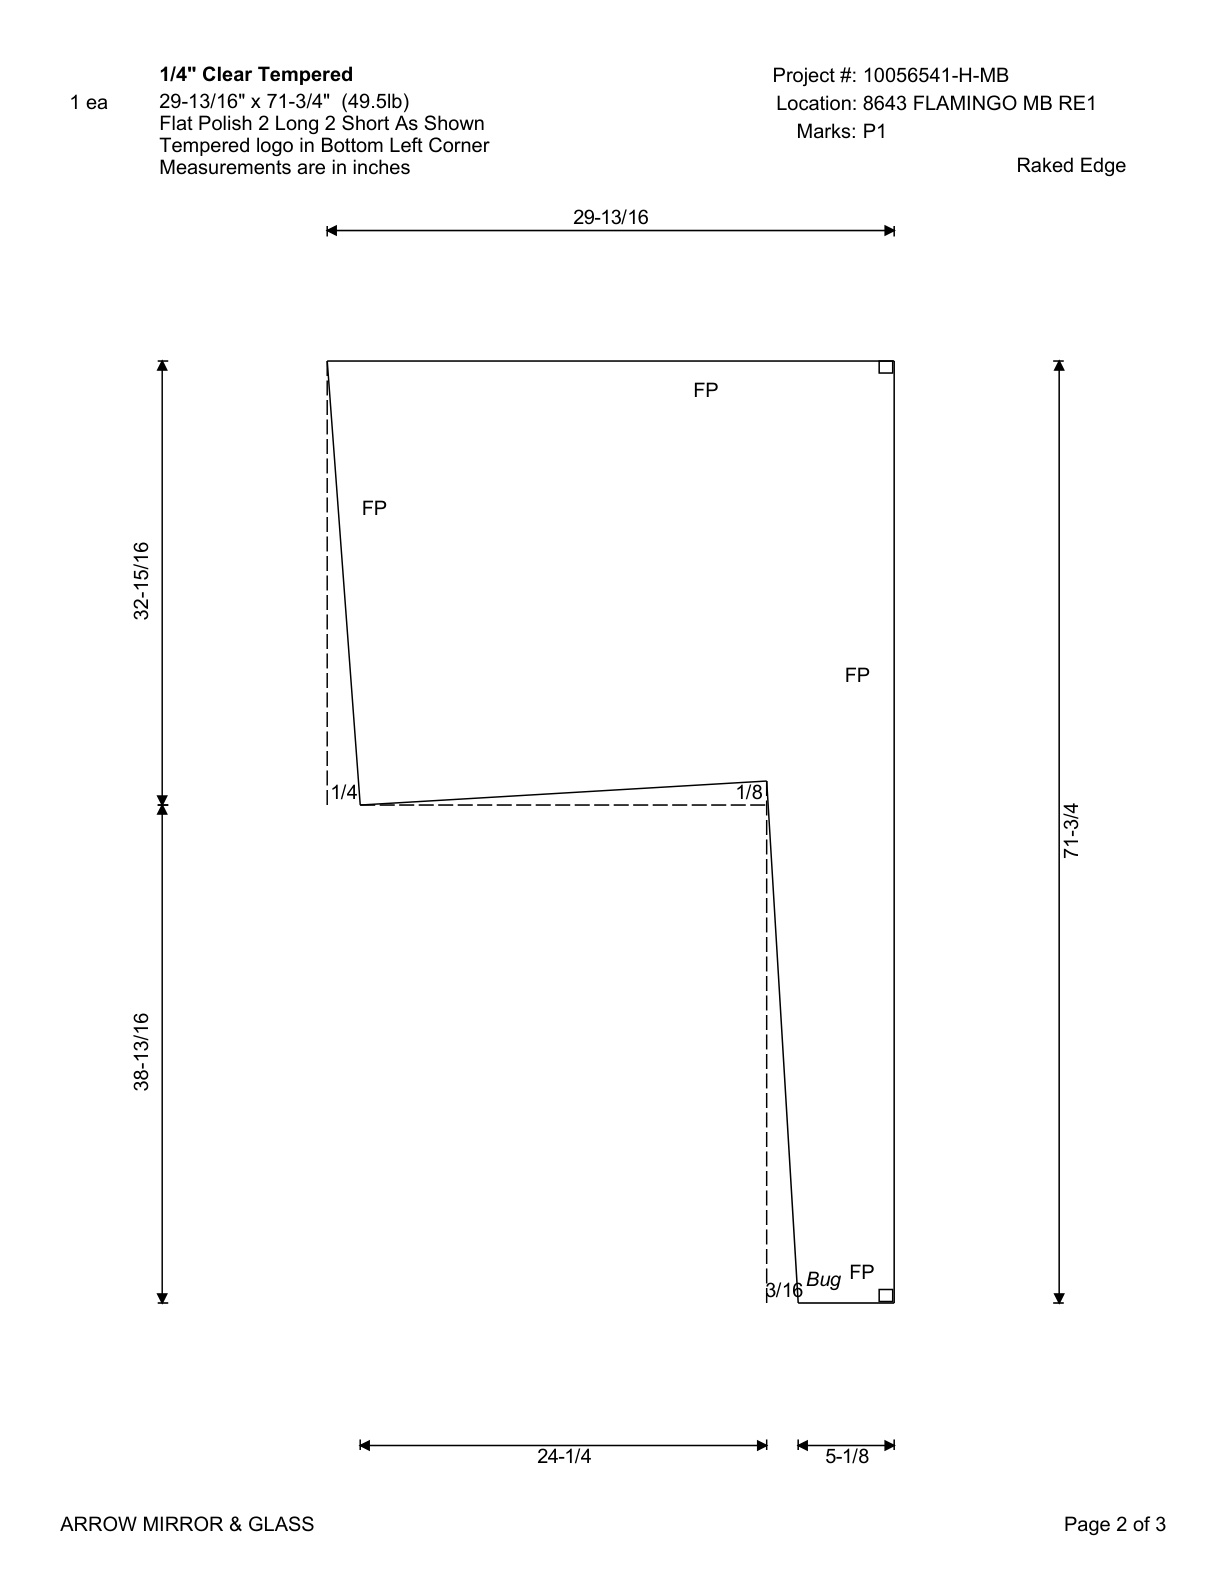 1/4" Clear Tempered
Project #: 10056541-H-MB
1 ea
29-13/16" x 71-3/4" (49.5lb)
Location: 8643 FLAMINGO MB RE1
Flat Polish 2 Long 2 Short As Shown
Marks: P1
Tempered logo in Bottom Left Corner
Measurements are in inches
Raked Edge
29-13/16
FP
FP
32-15/16
FP
1/4
1/8
71-3/4
38-13/16
3/16
Bug
FP
24-1/4
5-1/8
ARROW MIRROR & GLASS
Page 2 of 3